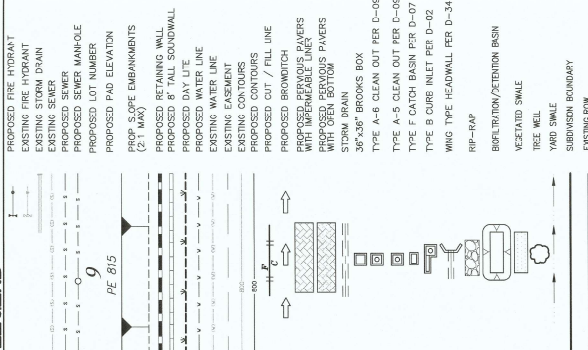 PROPOSED FIRE HYDRANT
EXISTING FIRE HYDRANT
EXISTING STORM DRAIN
EXISTING SEWER
PROPOSED SEWER
PROPOSED SEWER MANHOLE
PROPOSED LOT NUMBER
9
PROPOSED PAD ELEVATION
PE 815
PROP SLOPE EMBANKMENTS
(2:1 MAX)
PROPOSED RETAINING WALL
PROPOSED 8' TALL SOUNDWALL
PROPOSED DAY LITE
PROPOSED WATER LINE
EXISTING WATER LINE
EXISTING EASEMENT
EXISTING CONTOURS
800
PROPOSED CONTOURS
800
PROPOSED CUT / FILL LINE
F
C
PROPOSED BROWDITCH
PROPOSED PERVIOUS PAVERS
WITH IMPERMEABLE LINER
PROPOSED PERVIOUS PAVERS
WITH OPEN BOTTOM
STORM DRAIN
36"x36" BROOKS BOX
TYPE A-6 CLEAN OUT PER D-09
TYPE A-5 CLEAN OUT PER D-09
TYPE F CATCH BASIN PER D-07
TYPE B CURB INLET PER D-02
WING TYPE HEADWALL PER D-34
RIP-RAP
BIOFILTRATION/DETENTION BASIN
VEGETATED SWALE
TREE WELL
YARD SWALE
SUBDIVISION BOUNDARY
EXISTING ROW